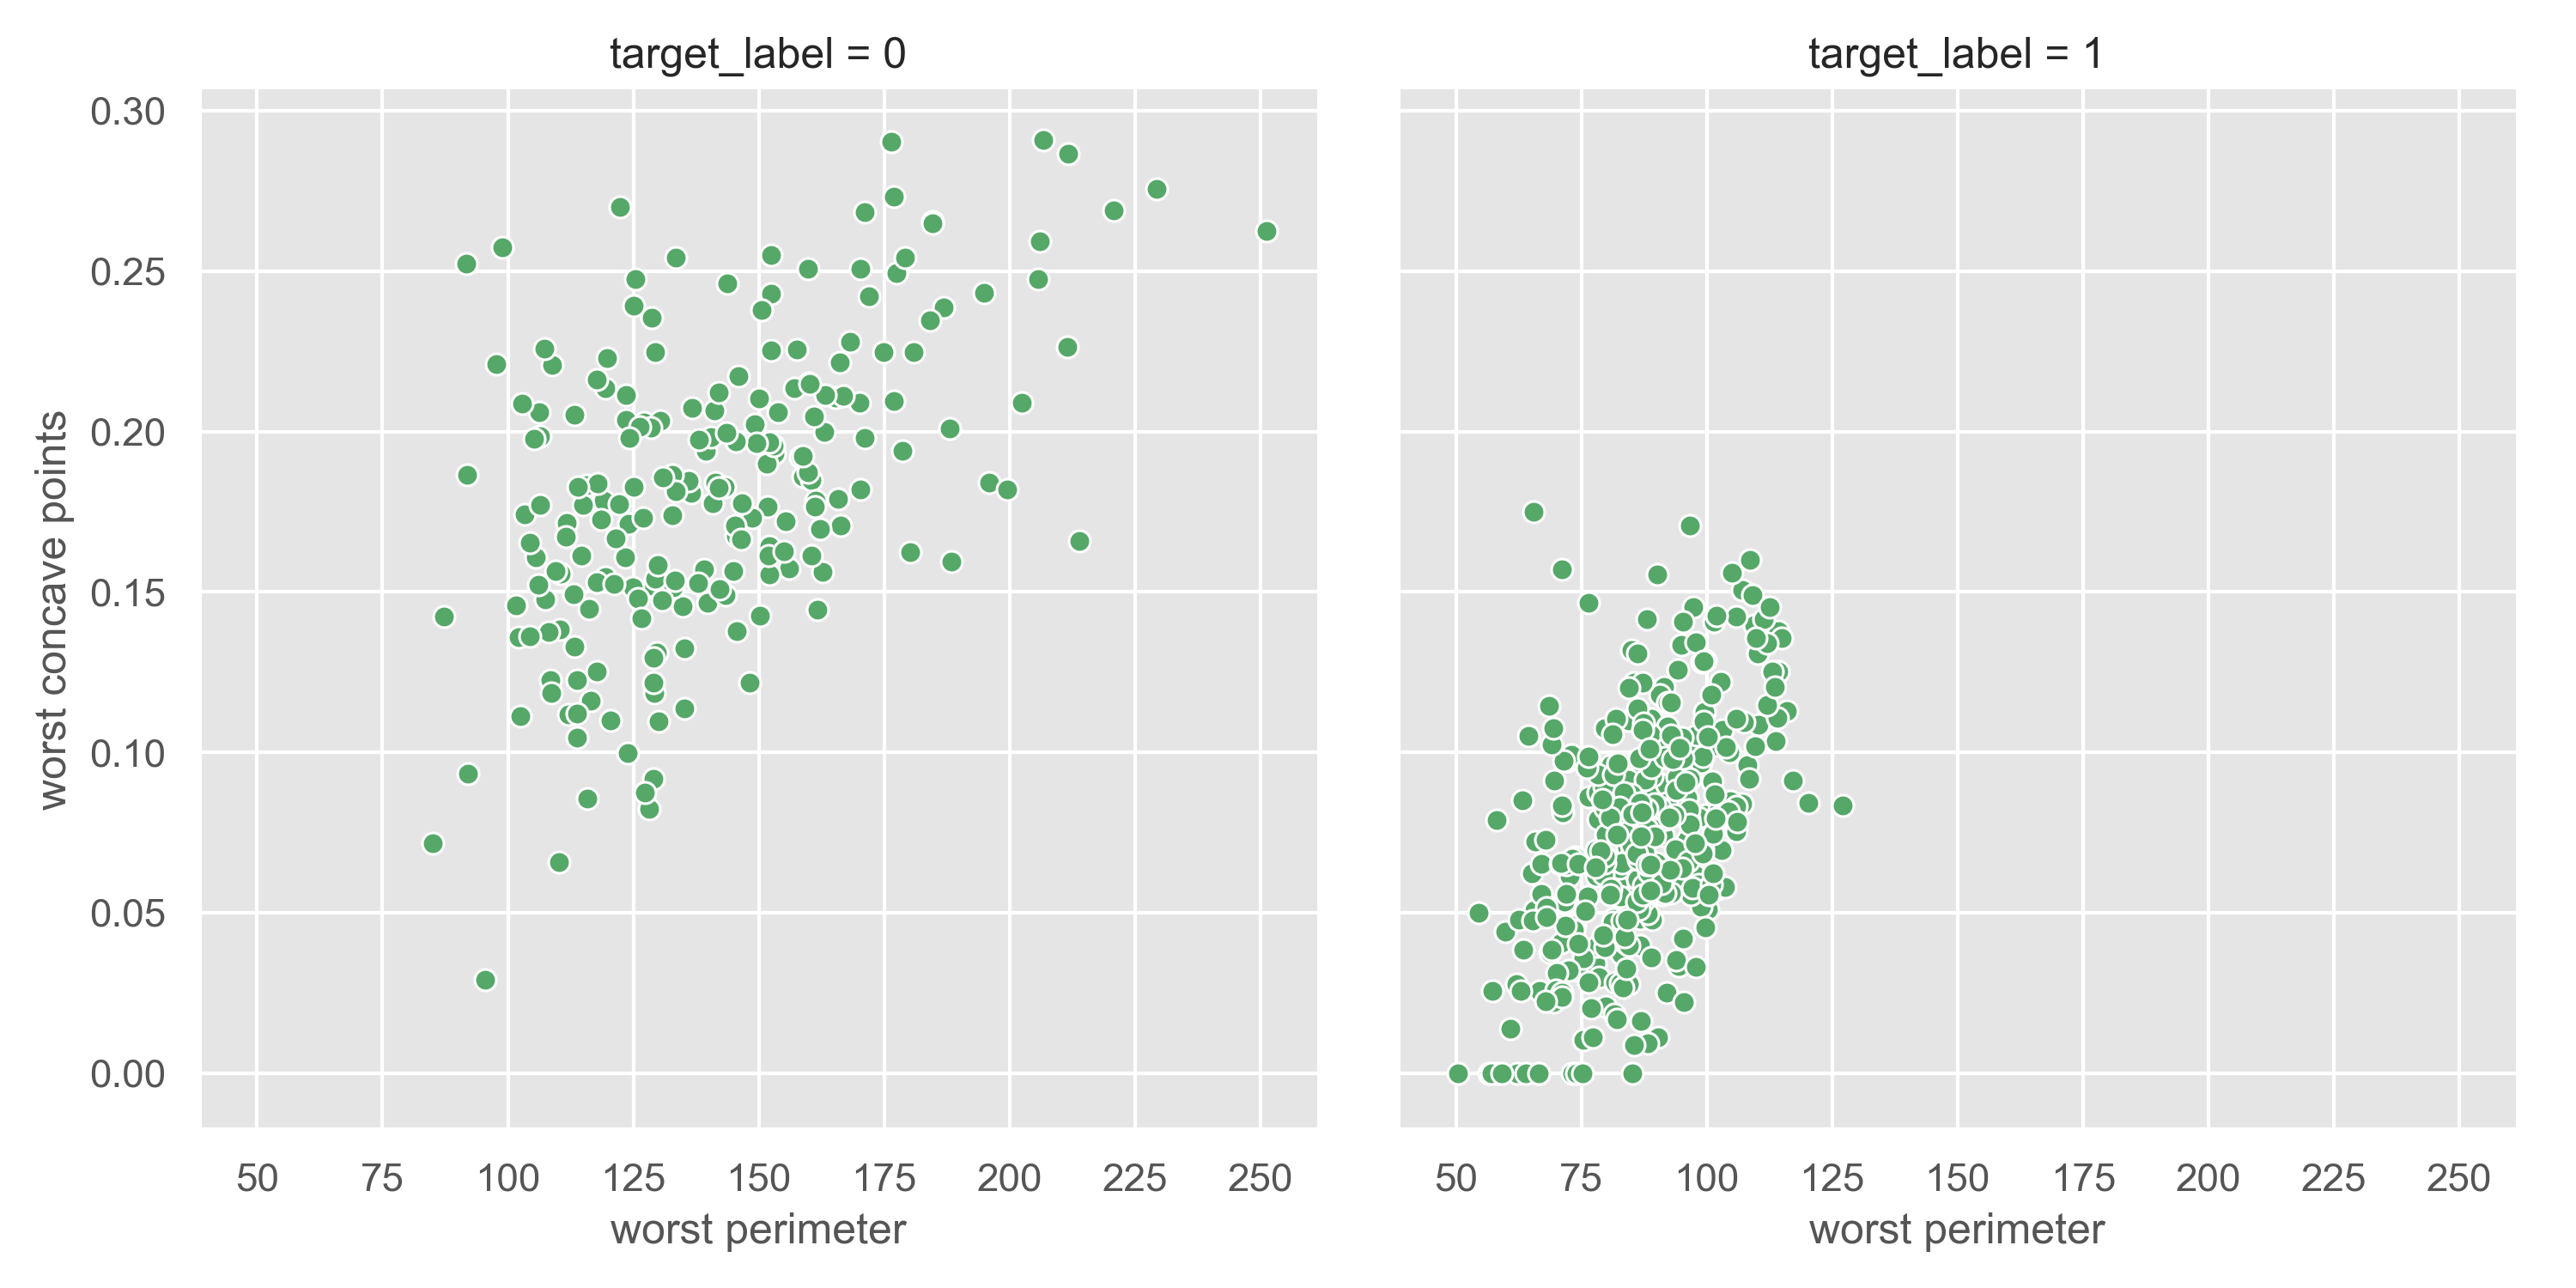 target_label = 0
target_label = 1
0.30
0.25
0.20
0.15
0.10
0.05
0.00
worst concave points
50 75 100 125 150 175 200 225 250
50 75 100 125 150 175 200 225 250
worst perimeter
worst perimeter